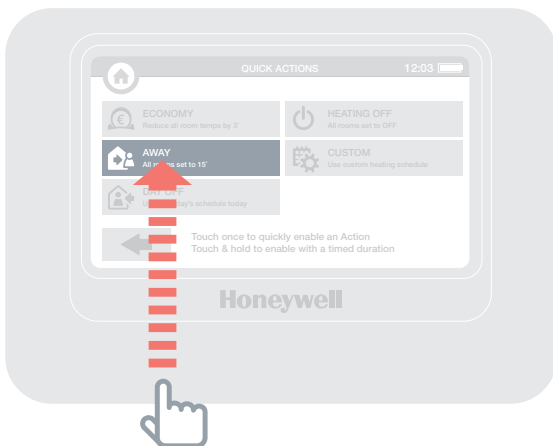 QUICK ACTIONS
12:03
ECONOMY
Reduce all room temps by 3˚
HEATING OFF
All rooms set to OFF
AWAY
All rooms set to 15˚
CUSTOM
Use custom heating schedule
DAY OFF
schedule today
Touch once to quickly enable an Action
Touch & hold to enable with a timed duration
Honeywell